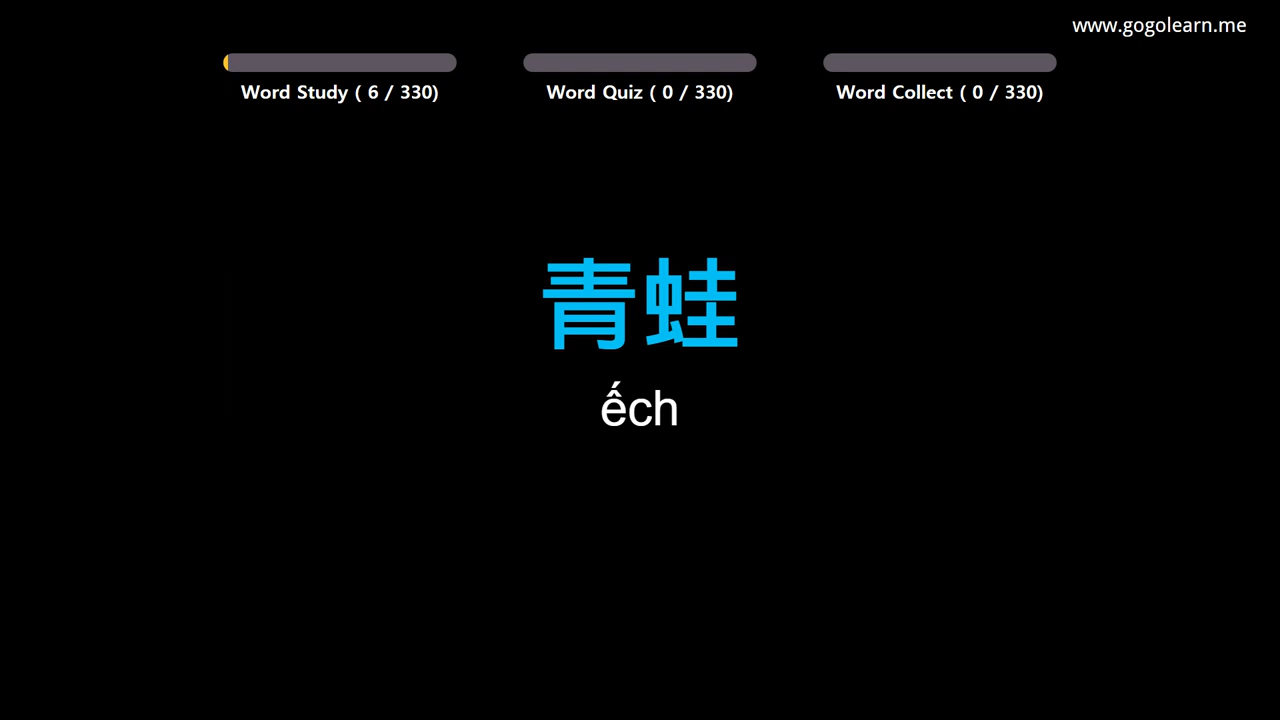 www.gogolearn.me
Word Study ( 6 / 330)
Word Quiz ( 0 / 330)
Word Collect ( 0 / 330)
青蛙
ếch